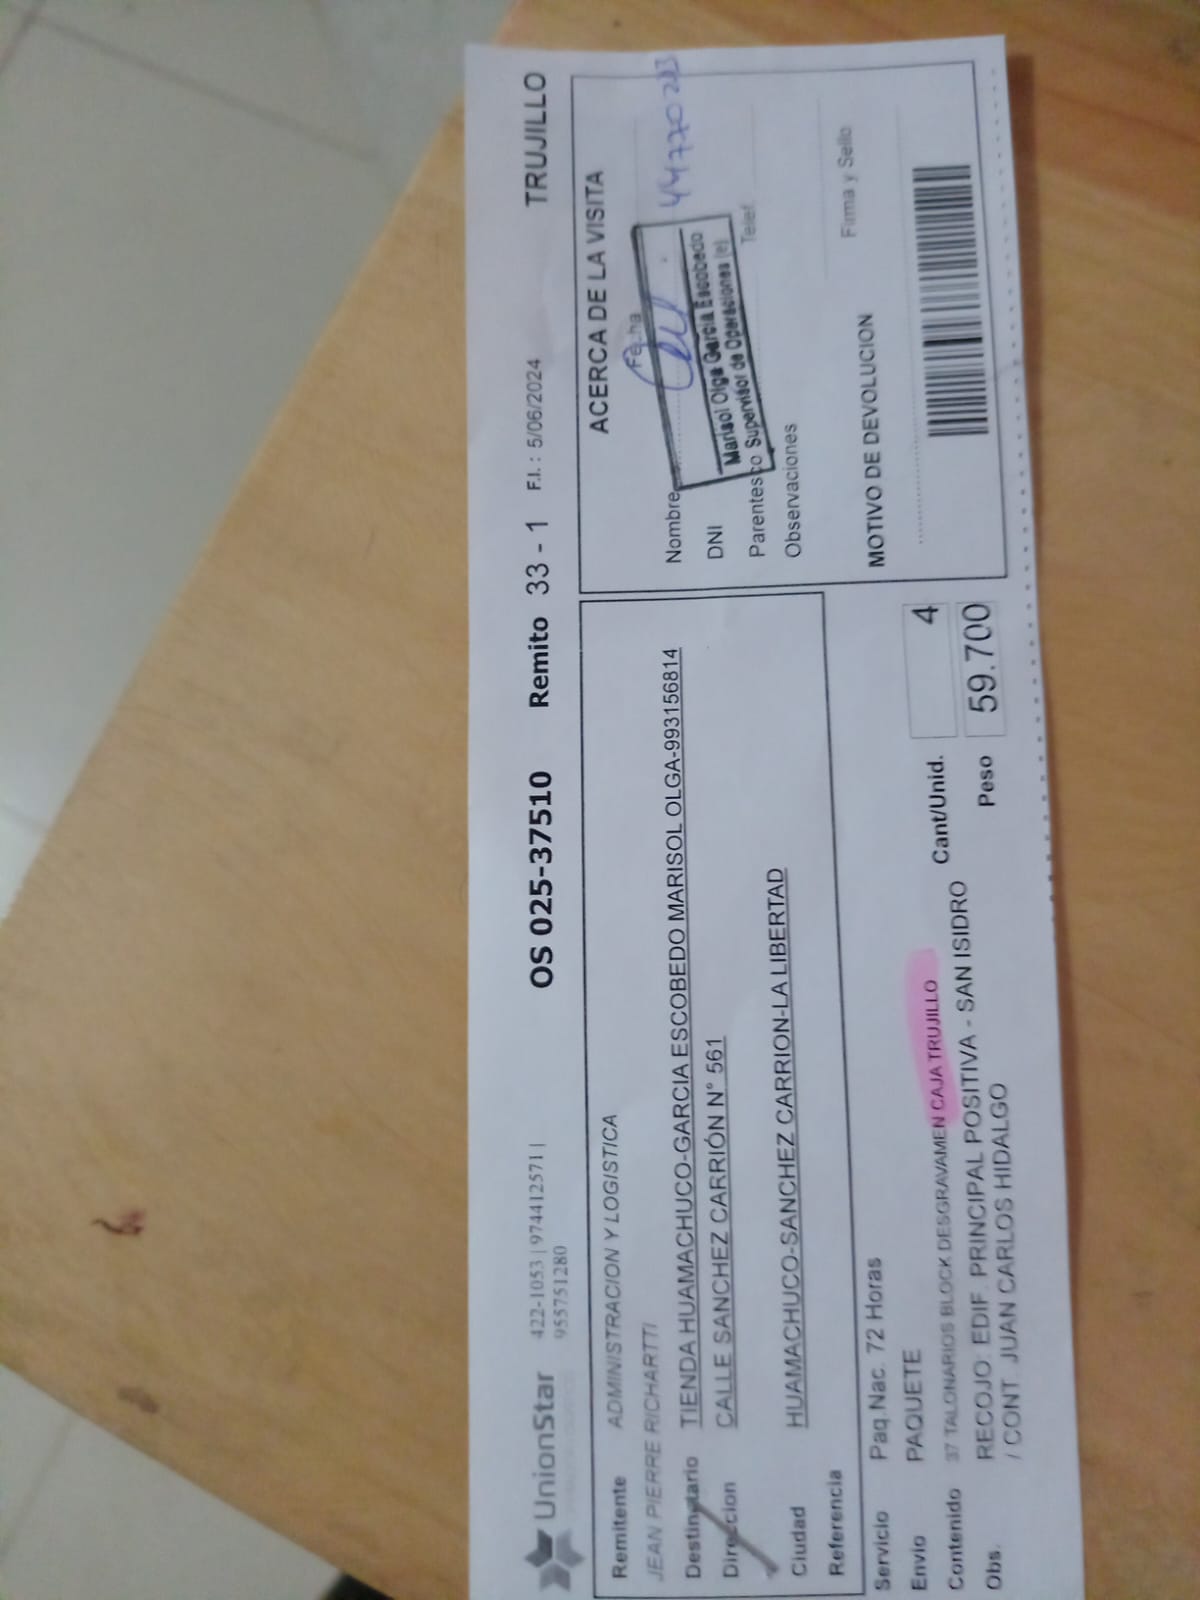 UnionStar
422-1053 | 974412571 |
955751280
OS 025-37510 Remito 33 - 1 F.I. : 5/06/2024 TRUJILLO
Remitente ADMINISTRACION Y LOGISTICA
JEAN PIERRE RICHARTTI
Destinatario TIENDA HUAMACHUCO-GARCIA ESCOBEDO MARISOL OLGA-993156814
Direccion CALLE SANCHEZ CARRIÓN N° 561
Ciudad HUAMACHUCO-SANCHEZ CARRION-LA LIBERTAD
Referencia
Servicio Paq.Nac. 72 Horas
Envio PAQUETE
Contenido 37 TALONARIOS BLOCK DESGRAVAMEN CAJA TRUJILLO
Obs. RECOJO: EDIF. PRINCIPAL POSITIVA - SAN ISIDRO
/ CONT. JUAN CARLOS HIDALGO
Cant/Unid. 4
Peso 59.700
ACERCA DE LA VISITA
Fecha
Nombre
DNI
Parentesco Telef.
Observaciones
Marisol Olga García Escobedo
Supervisor de Operaciones (e)
Firma y Sello
MOTIVO DE DEVOLUCION